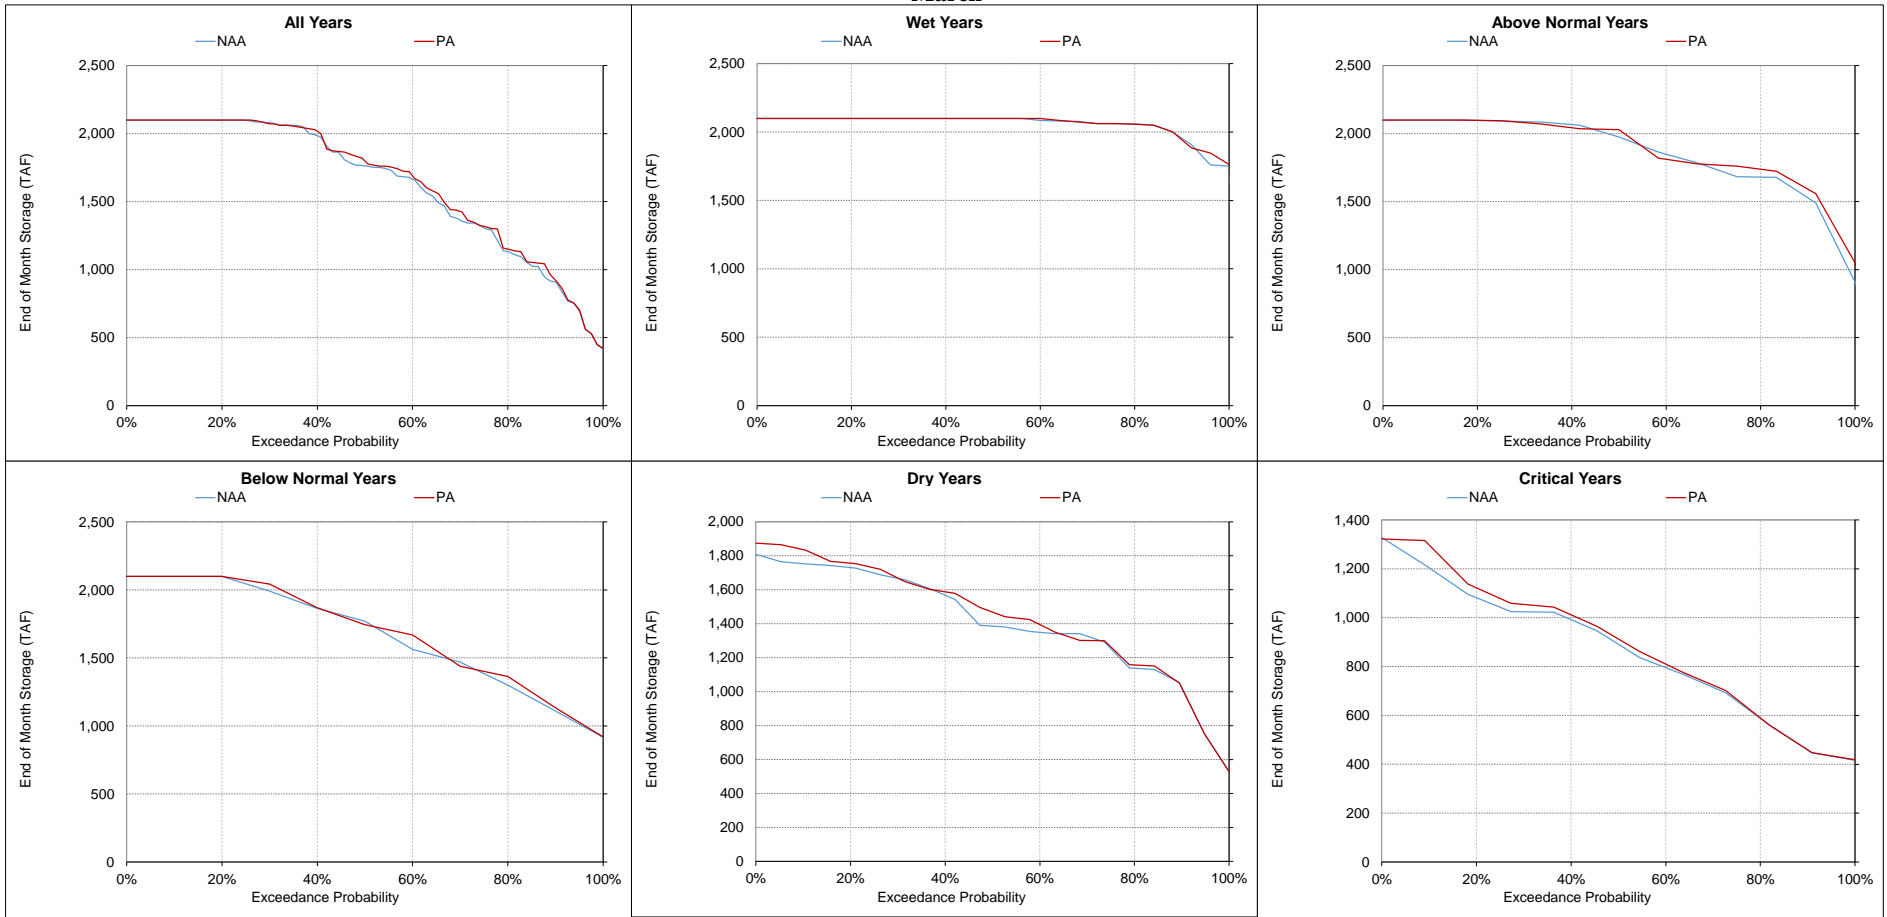 All Years
NAA PA
2,500
2,000
1,500
1,000
500
0
0% 20% 40% 60% 80% 100%
End of Month Storage (TAF)
Exceedance Probability
Wet Years
NAA PA
2,500
2,000
1,500
1,000
500
0
0% 20% 40% 60% 80% 100%
End of Month Storage (TAF)
Exceedance Probability
Above Normal Years
NAA PA
2,500
2,000
1,500
1,000
500
0
0% 20% 40% 60% 80% 100%
End of Month Storage (TAF)
Exceedance Probability
Below Normal Years
NAA PA
2,500
2,000
1,500
1,000
500
0
0% 20% 40% 60% 80% 100%
End of Month Storage (TAF)
Exceedance Probability
Dry Years
NAA PA
2,000
1,800
1,600
1,400
1,200
1,000
800
600
400
200
0
0% 20% 40% 60% 80% 100%
End of Month Storage (TAF)
Exceedance Probability
Critical Years
NAA PA
1,400
1,200
1,000
800
600
400
200
0
0% 20% 40% 60% 80% 100%
End of Month Storage (TAF)
Exceedance Probability